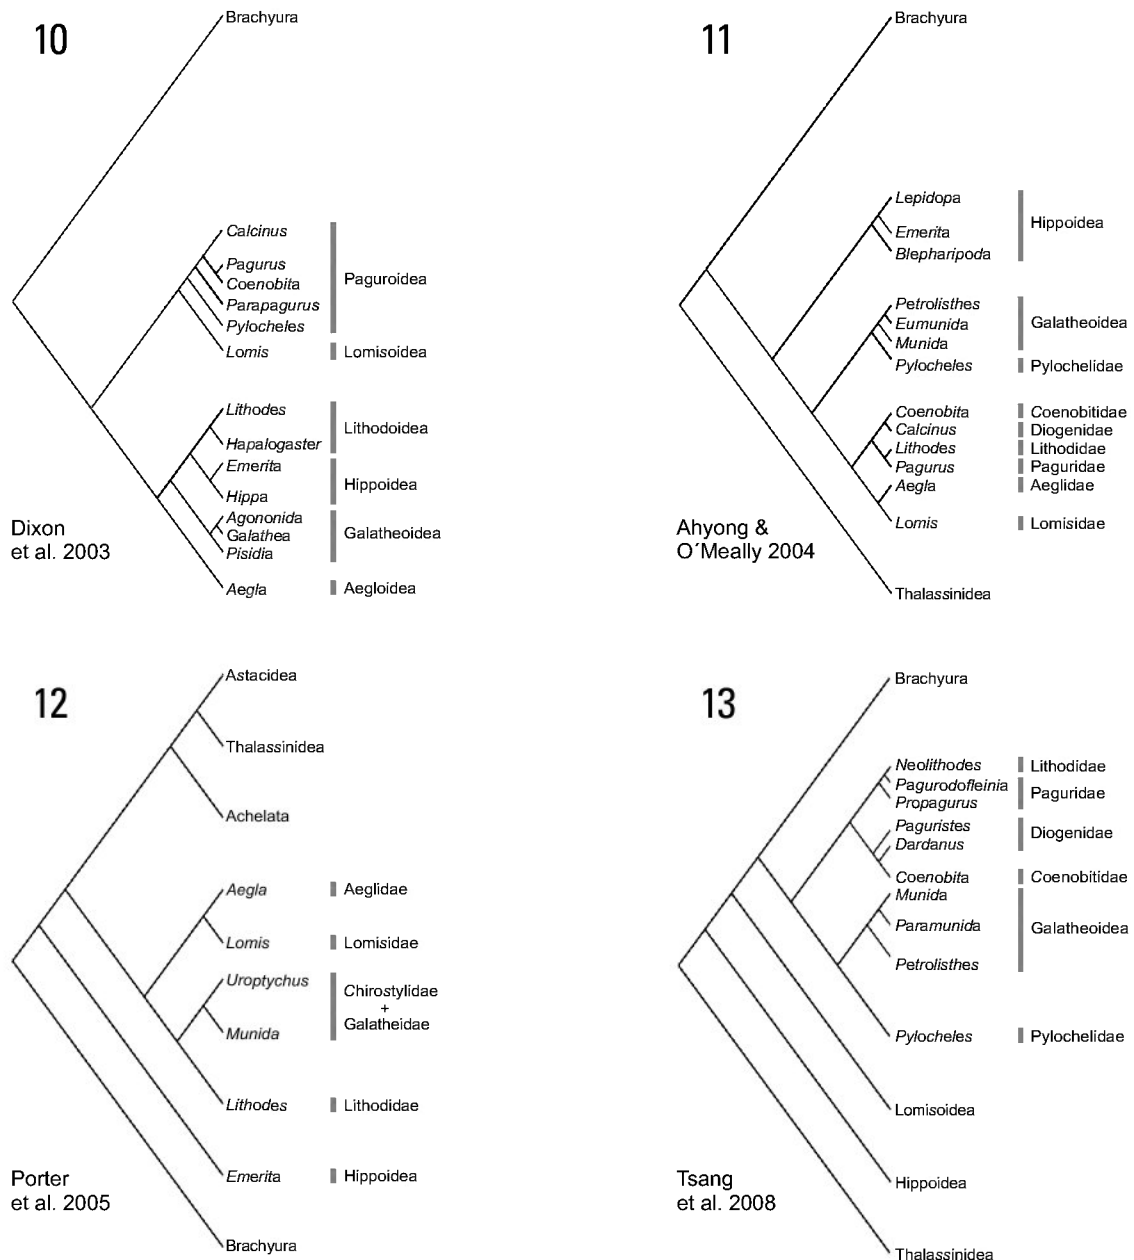 10
Brachyura
Calcinus
Pagurus
Coenobita
Parapagurus
Pylocheles
Paguroidea
Lomis
Lomisoidea
Lithodes
Hapalogaster
Lithodoidea
Emerita
Hippa
Hippoidea
Agononida
Galathea
Pisidia
Galatheoidea
Aegla
Aegloidea
Dixon
et al. 2003
11
Brachyura
Lepidopa
Emerita
Blepharipoda
Hippoidea
Petrolisthes
Eumunida
Munida
Galatheoidea
Pylocheles
Pylochelidae
Coenobita
Coenobitidae
Calcinus
Diogenidae
Lithodes
Lithodidae
Pagurus
Paguridae
Aegla
Aeglidae
Lomis
Lomisidae
Thalassinidea
Ahyong &
O´Meally 2004
12
Astacidea
Thalassinidea
Achelata
Aegla
Aeglidae
Lomis
Lomisidae
Uroptychus
Munida
Chirostylidae
+
Galatheidae
Lithodes
Lithodidae
Emerita
Hippoidea
Brachyura
Porter
et al. 2005
13
Brachyura
Neolithodes
Lithodidae
Pagurodofleinia
Propagurus
Paguridae
Paguristes
Dardanus
Diogenidae
Coenobita
Coenobitidae
Munida
Paramunida
Petrolisthes
Galatheoidea
Pylocheles
Pylochelidae
Lomisoidea
Hippoidea
Thalassinidea
Tsang
et al. 2008